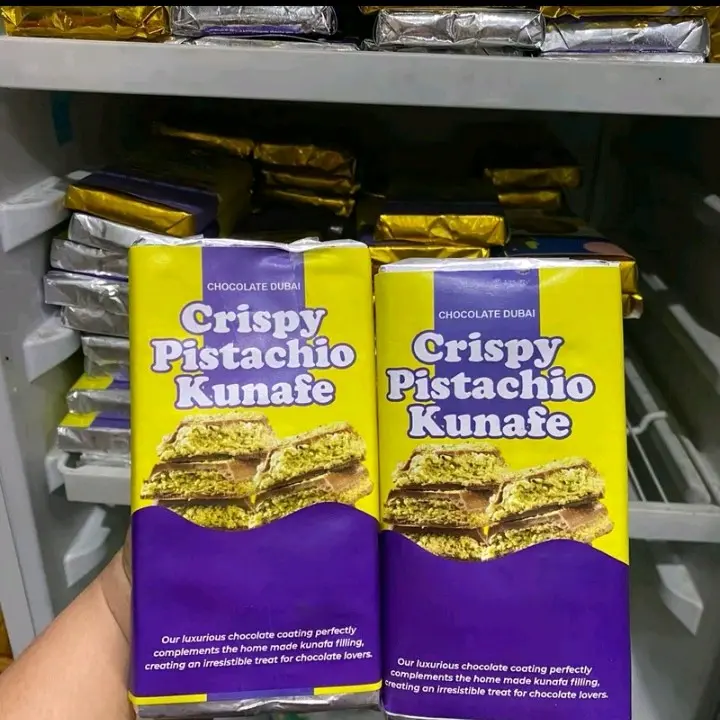 CHOCOLATE DUBAI
Crispy
Pistachio
Kunafe
Our luxurious chocolate coating perfectly
complements the home made kunafa filling,
creating an irresistible treat for chocolate lovers.
CHOCOLATE DUBAI
Crispy
Pistachio
Kunafe
Our luxurious chocolate coating perfectly
complements the home made kunafa filling,
creating an irresistible treat for chocolate lovers.